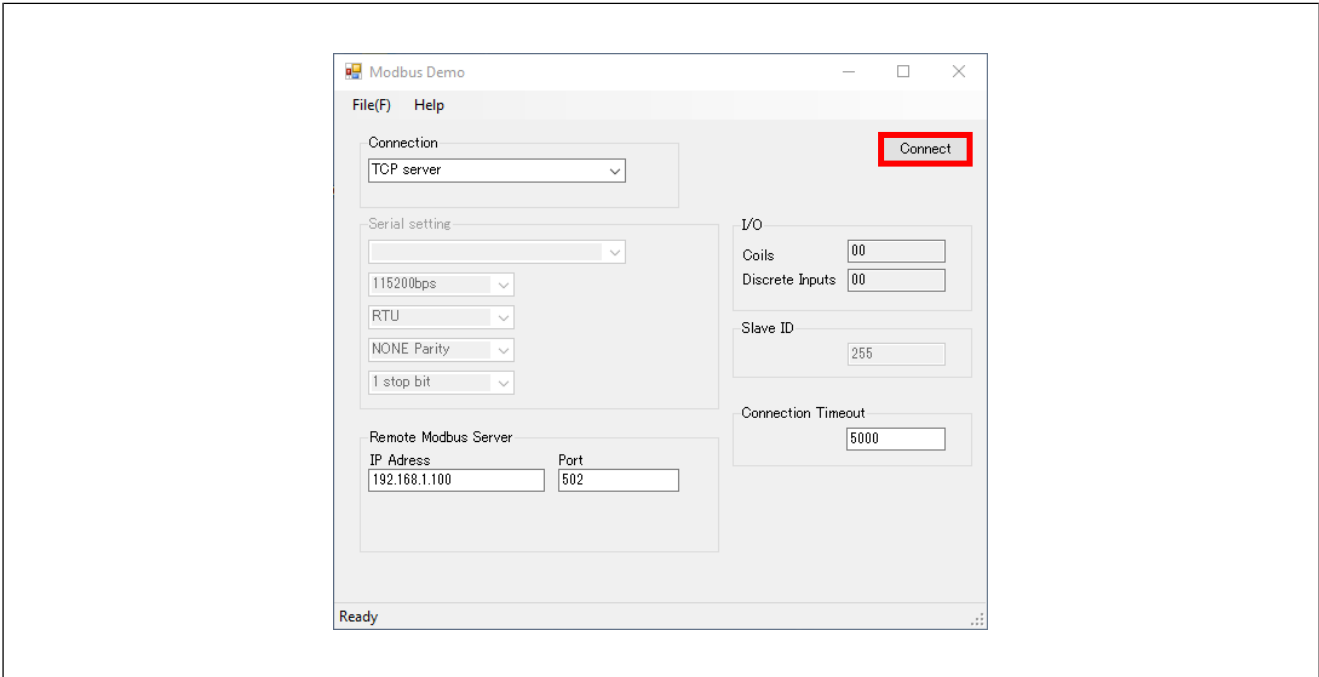 Modbus Demo
File(F) Help
Connection
TCP server
Connect
Serial setting
115200bps
RTU
NONE Parity
1 stop bit
I/O
Coils 00
Discrete Inputs 00
Slave ID
255
Connection Timeout
5000
Remote Modbus Server
IP Adress Port
192.168.1.100 502
Ready